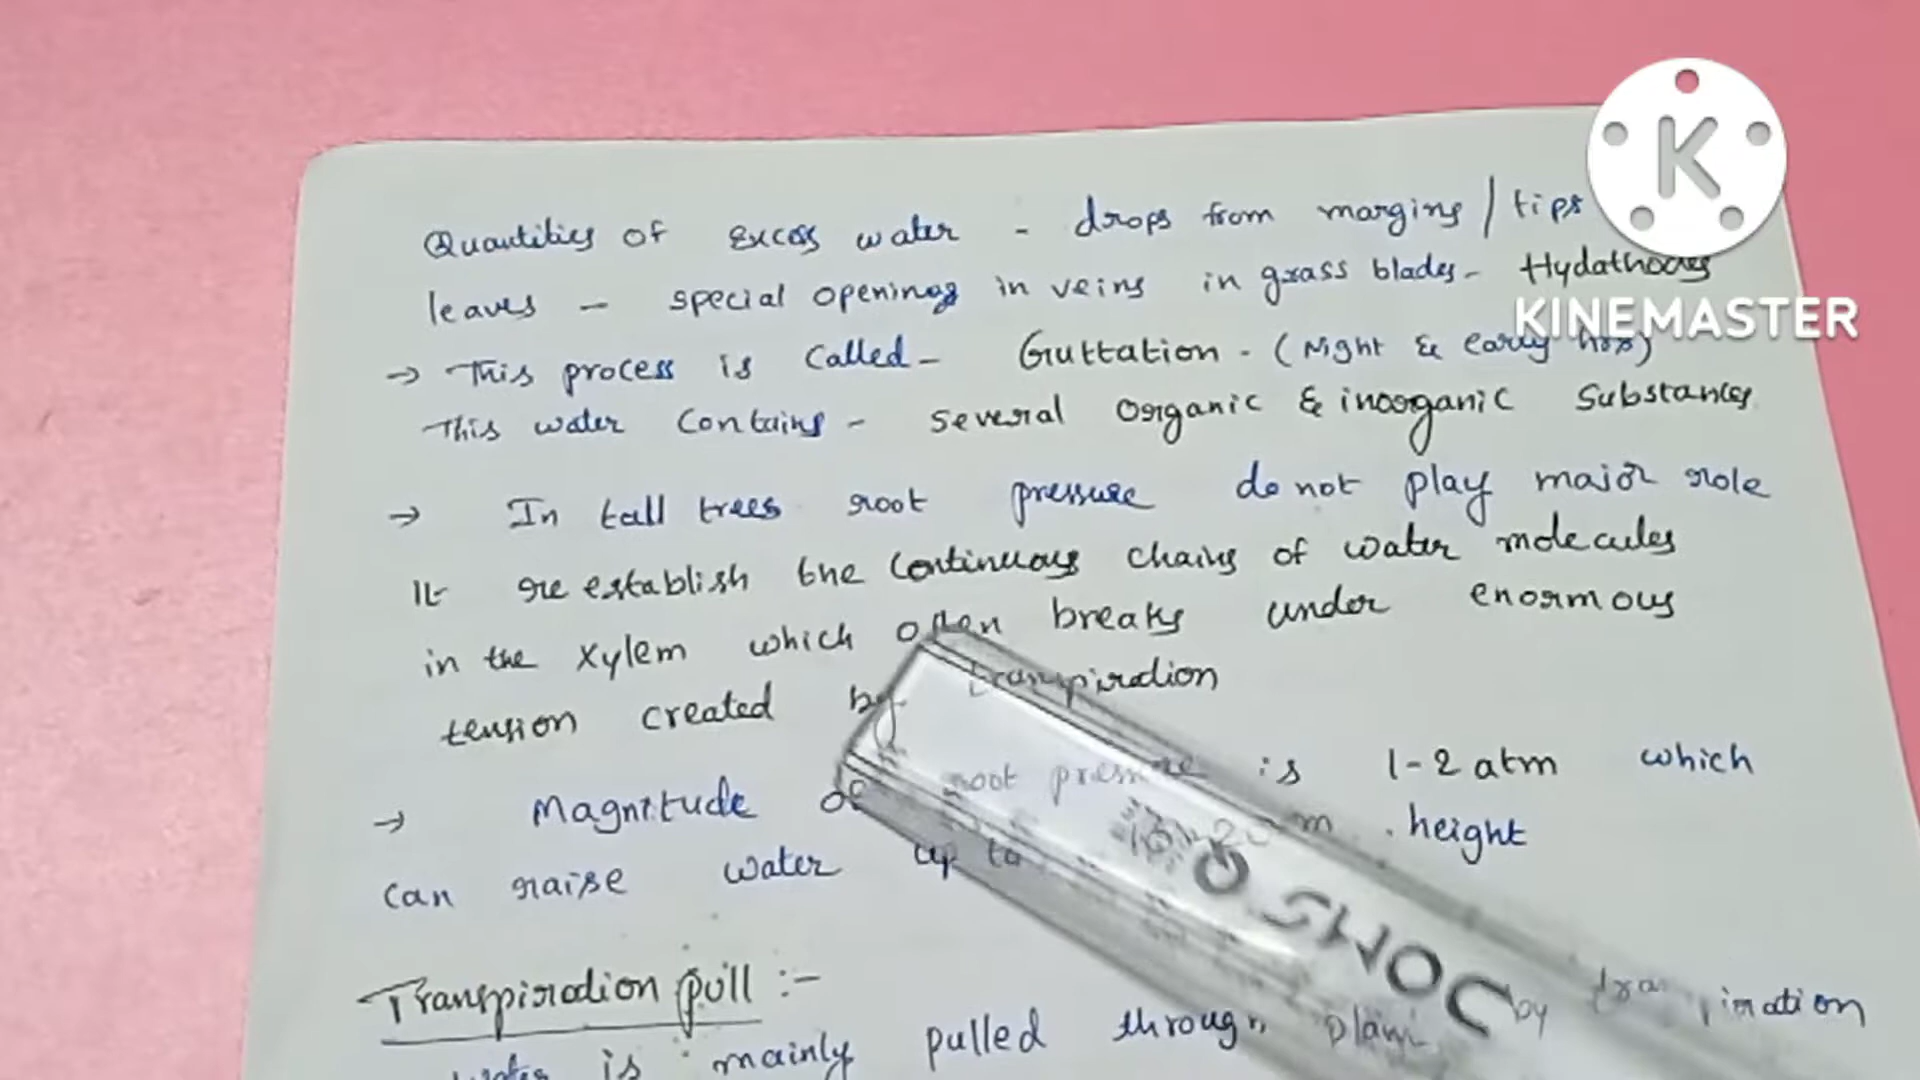 Quantities of excess water - drops from margins / tips
leaves - special openings in veins in grass blades - Hydathodes
→ This process is called - Guttation - (Night & early hrs)
This water contains - several organic & inorganic substances
→ In tall trees root pressure do not play major role
It re establish the continuous chains of water molecules
in the xylem which often breaks under enormous
tension created by transpiration
→ Magnitude of root pressure is 1-2 atm which
can raise water up to m. height
Transpiration pull :-
water is mainly pulled through by transpiration
K
KINEMASTER